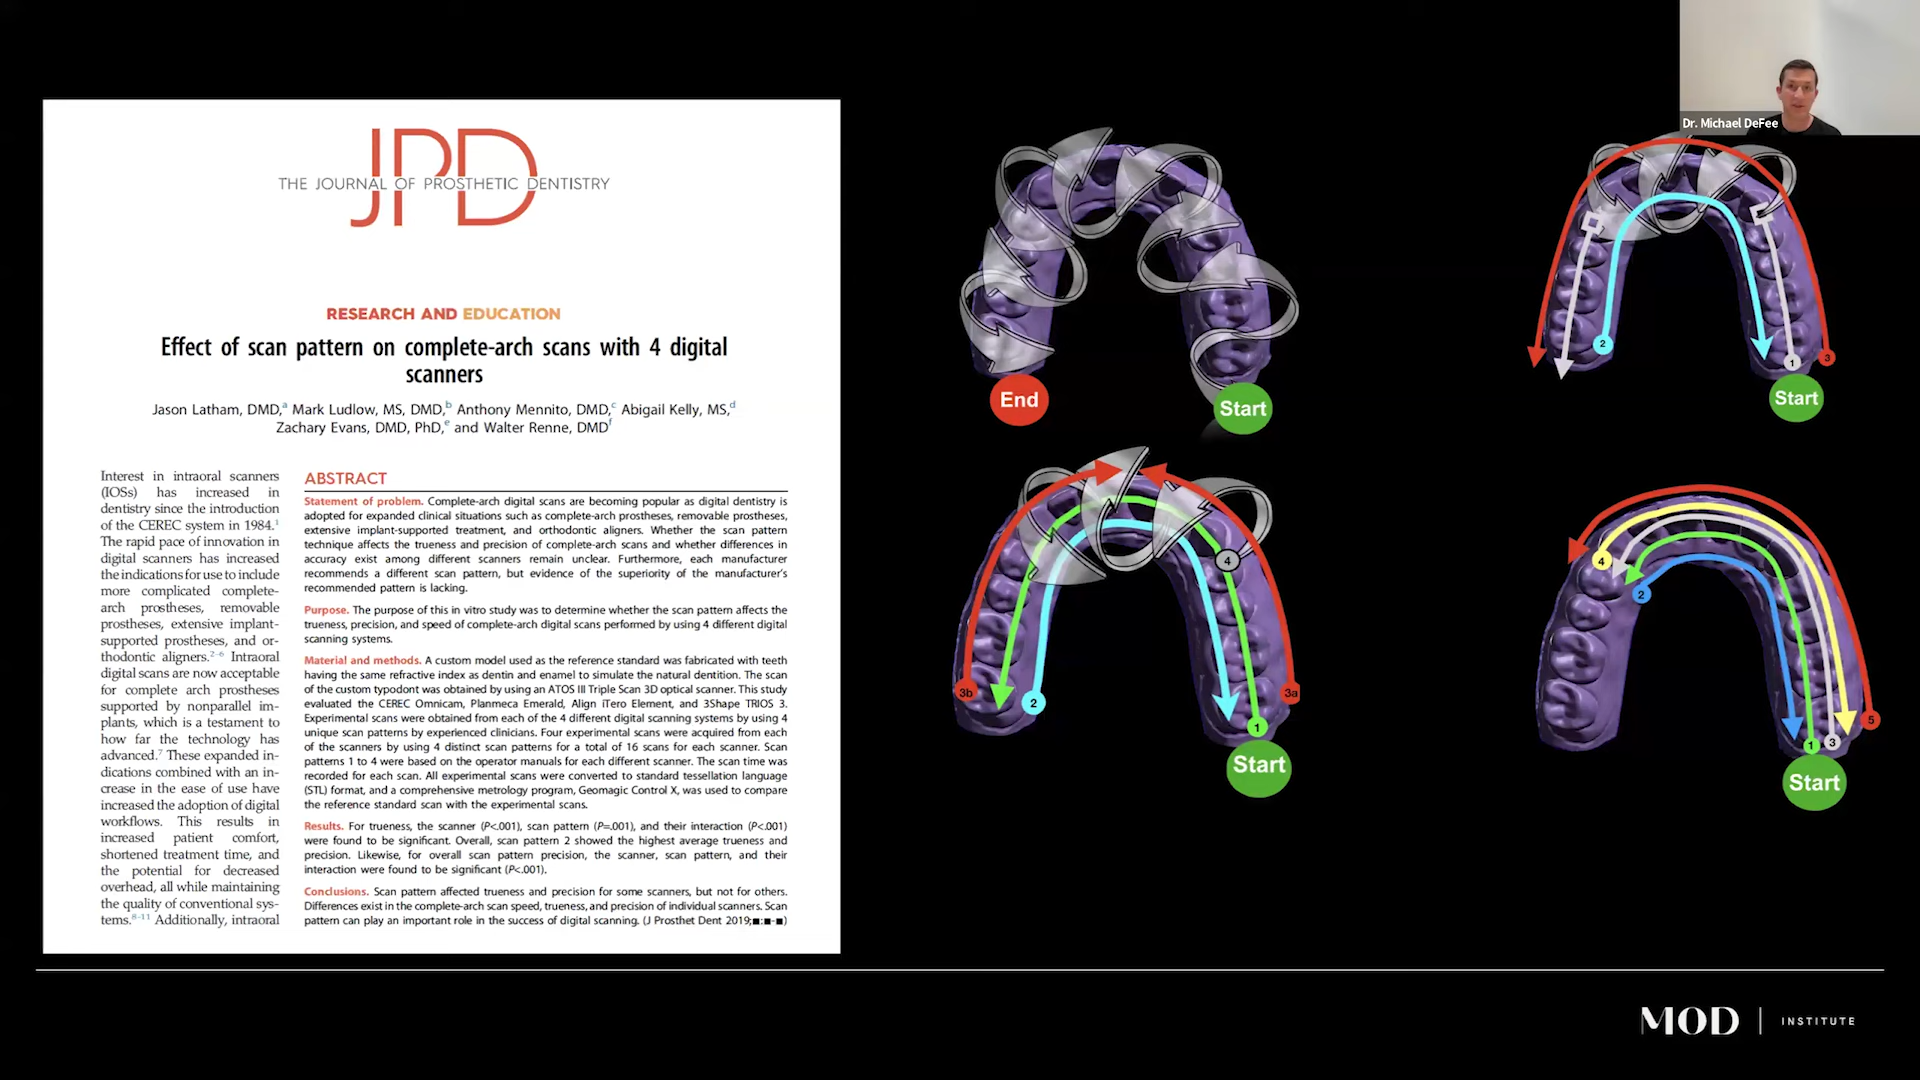 Dr. Michael DeFee
JPD
THE JOURNAL OF PROSTHETIC DENTISTRY
RESEARCH AND EDUCATION
Effect of scan pattern on complete-arch scans with 4 digital
scanners
Jason Latham, DMD,a Mark Ludlow, MS, DMD,b Anthony Mennito, DMD,c Abigail Kelly, MS,d
Zachary Evans, DMD, PhD,e and Walter Renne, DMDf
Interest in intraoral scanners
(IOSs) has increased in
dentistry since the introduction
of the CEREC system in 1984.1
The rapid pace of innovation in
digital scanners has increased
the indications for use to include
more complicated complete-
arch prostheses, removable
prostheses, extensive implant-
supported prostheses, and or-
thodontic aligners.2-6 Intraoral
digital scans are now acceptable
for complete arch prostheses
supported by nonparallel im-
plants, which is a testament to
how far the technology has
advanced.7 These expanded in-
dications combined with an in-
crease in the ease of use have
increased the adoption of digital
workflows. This results in
increased patient comfort,
shortened treatment time, and
the potential for decreased
overhead, all while maintaining
the quality of conventional sys-
tems.8-11 Additionally, intraoral
ABSTRACT
Statement of problem. Complete-arch digital scans are becoming popular as digital dentistry is
adopted for expanded clinical situations such as complete-arch prostheses, removable prostheses,
extensive implant-supported treatment, and orthodontic aligners. Whether the scan pattern
technique affects the trueness and precision of complete-arch scans and whether differences in
accuracy exist among different scanners remain unclear. Furthermore, each manufacturer
recommends a different scan pattern, but evidence of the superiority of the manufacturer's
recommended pattern is lacking.
Purpose. The purpose of this in vitro study was to determine whether the scan pattern affects the
trueness, precision, and speed of complete-arch digital scans performed by using 4 different digital
scanning systems.
Material and methods. A custom model used as the reference standard was fabricated with teeth
having the same refractive index as dentin and enamel to simulate the natural dentition. The scan
of the custom typodont was obtained by using an ATOS III Triple Scan 3D optical scanner. This study
evaluated the CEREC Omnicam, Planmeca Emerald, Align iTero Element, and 3Shape TRIOS 3.
Experimental scans were obtained from each of the 4 different digital scanning systems by using 4
unique scan patterns by experienced clinicians. Four experimental scans were acquired from each
of the scanners by using 4 distinct scan patterns for a total of 16 scans for each scanner. Scan
patterns 1 to 4 were based on the operator manuals for each different scanner. The scan time was
recorded for each scan. All experimental scans were converted to standard tessellation language
(STL) format, and a comprehensive metrology program, Geomagic Control X, was used to compare
the reference standard scan with the experimental scans.
Results. For trueness, the scanner (P<.001), scan pattern (P=.001), and their interaction (P<.001)
were found to be significant. Overall, scan pattern 2 showed the highest average trueness and
precision. Likewise, for overall scan pattern precision, the scanner, scan pattern, and their
interaction were found to be significant (P<.001).
Conclusions. Scan pattern affected trueness and precision for some scanners, but not for others.
Differences exist in the complete-arch scan speed, trueness, and precision of individual scanners. Scan
pattern can play an important role in the success of digital scanning. (J Prosthet Dent 2019;■:■-■)
End
Start
2
1
3
Start
4
3b
2
3a
1
Start
4
2
5
1
3
Start
MOD | INSTITUTE